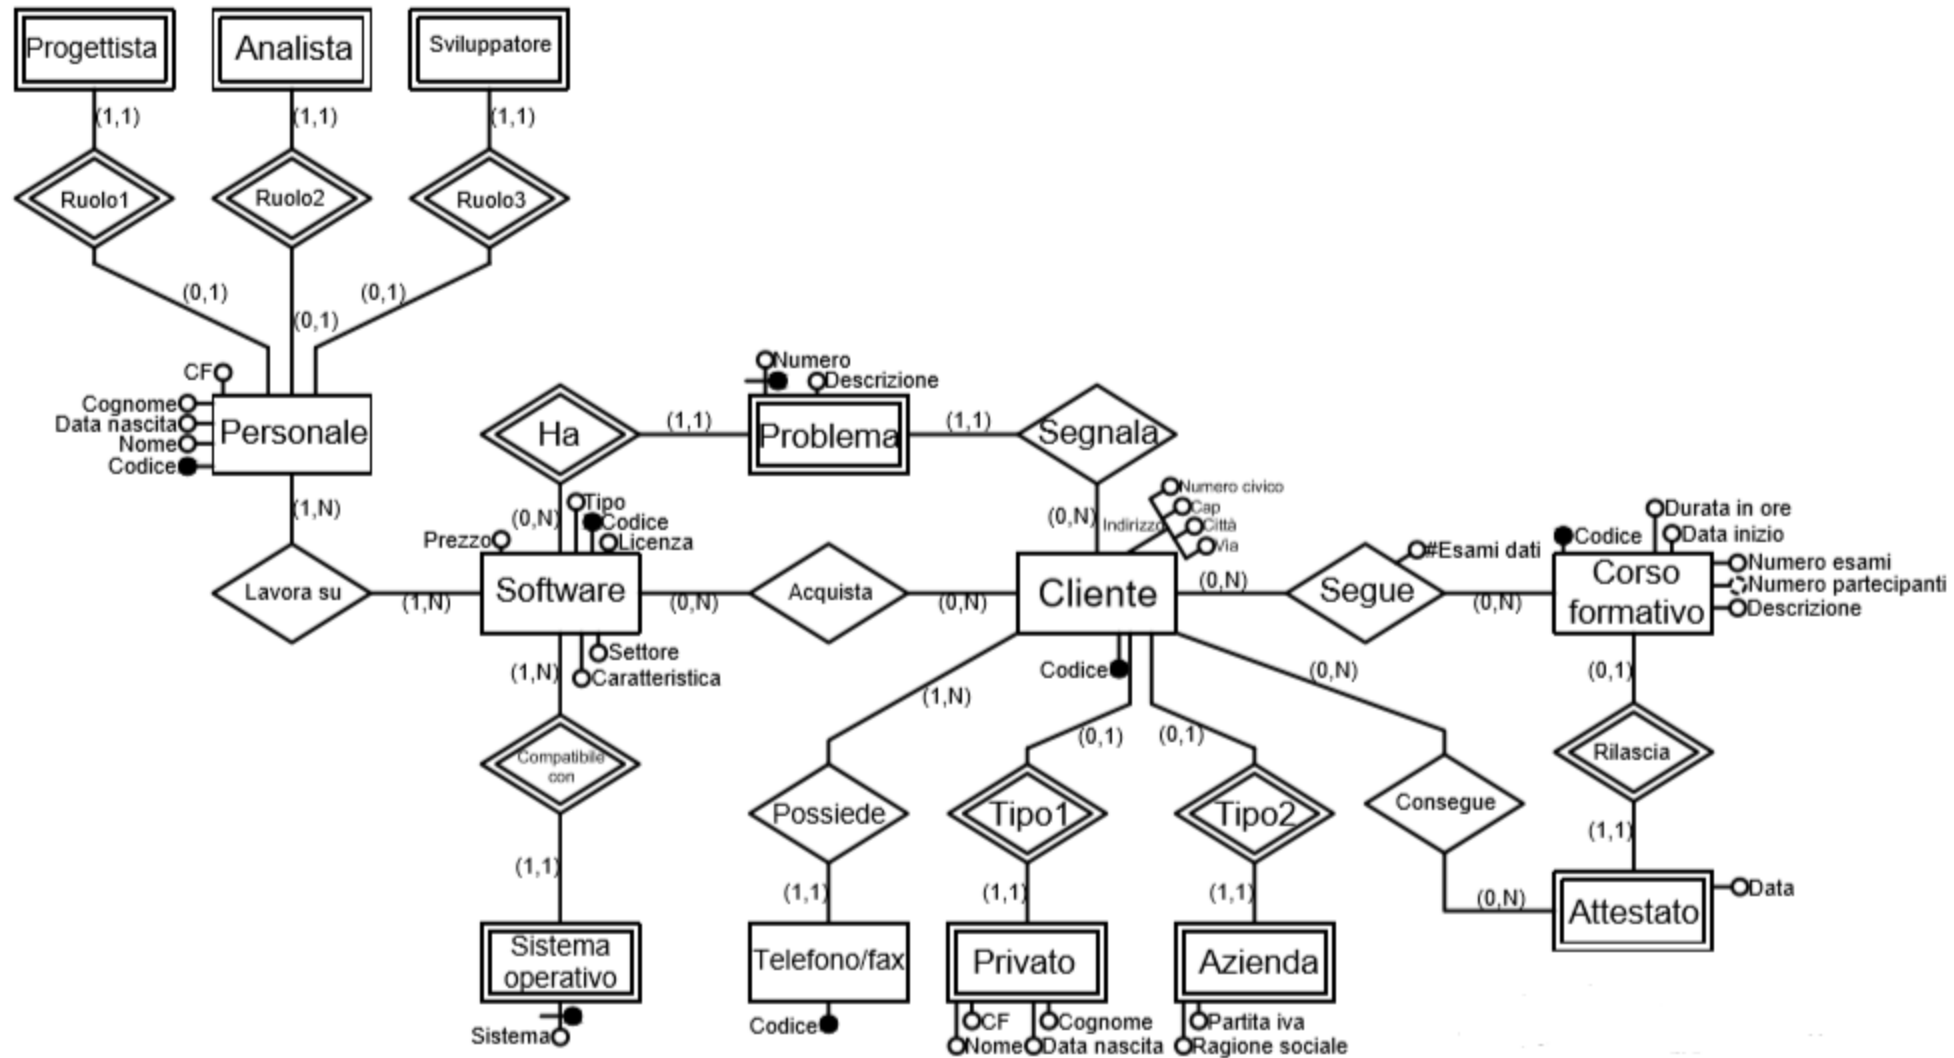 Progettista
Analista
Sviluppatore
(1,1)
(1,1)
(1,1)
Ruolo1
Ruolo2
Ruolo3
(0,1)
(0,1)
(0,1)
CF
Cognome
Data nascita
Nome
Codice
Personale
Numero
Descrizione
Ha
(1,1)
Problema
(1,1)
Segnala
(1,N)
(0,N)
Tipo
Codice
Licenza
Prezzo
(0,N)
Indirizzo
Numero civico
Cap
Città
Via
Durata in ore
Codice
Data inizio
#Esami dati
Numero esami
Numero partecipanti
Descrizione
Lavora su
(1,N)
Software
(0,N)
Acquista
(0,N)
Cliente
(0,N)
Segue
(0,N)
Corso
formativo
Settore
Caratteristica
(1,N)
Codice
(1,N)
(0,1)
(0,1)
(0,N)
(0,1)
Compatibile
con
Possiede
Tipo1
Tipo2
Consegue
Rilascia
(1,1)
(1,1)
(1,1)
(1,1)
(0,N)
(1,1)
Sistema
operativo
Telefono/fax
Privato
Azienda
Attestato
Data
Sistema
Codice
CF
Cognome
Nome
Data nascita
Partita iva
Ragione sociale